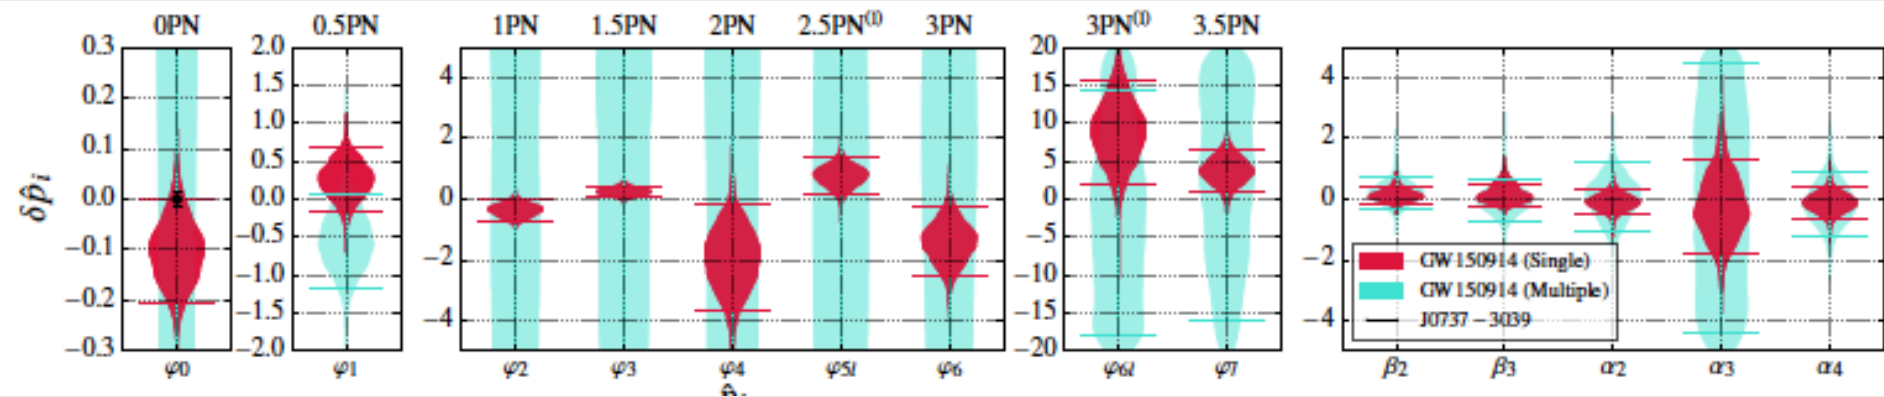 0PN 0.5PN 1PN 1.5PN 2PN 2.5PN(l) 3PN 3PN(l) 3.5PN
0.3 2.0 4 20 4
0.2 1.5 15
0.1 1.0 2 10 2
0.5 5
δp̂i 0.0 0.0 0 0 0
−0.1 −0.5 −5
−0.2 −1.0 −2 −10 −2
−1.5 −4 −15 −4
−0.3 −2.0 −20
GW150914 (Single)
GW150914 (Multiple)
J0737−3039
φ0 φ1 φ2 φ3 φ4 φ5l φ6 φ6l φ7 β2 β3 α2 α3 α4